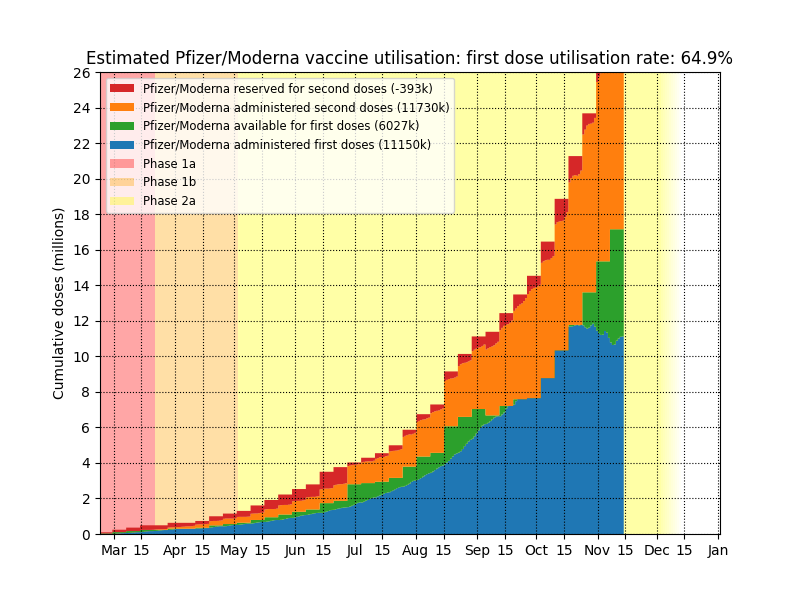 Estimated Pfizer/Moderna vaccine utilisation: first dose utilisation rate: 64.9%
Pfizer/Moderna reserved for second doses (-393k)
Pfizer/Moderna administered second doses (11730k)
Pfizer/Moderna available for first doses (6027k)
Pfizer/Moderna administered first doses (11150k)
Phase 1a
Phase 1b
Phase 2a
Cumulative doses (millions)
26
24
22
20
18
16
14
12
10
8
6
4
2
0
Mar 15 Apr 15 May 15 Jun 15 Jul 15 Aug 15 Sep 15 Oct 15 Nov 15 Dec 15 Jan